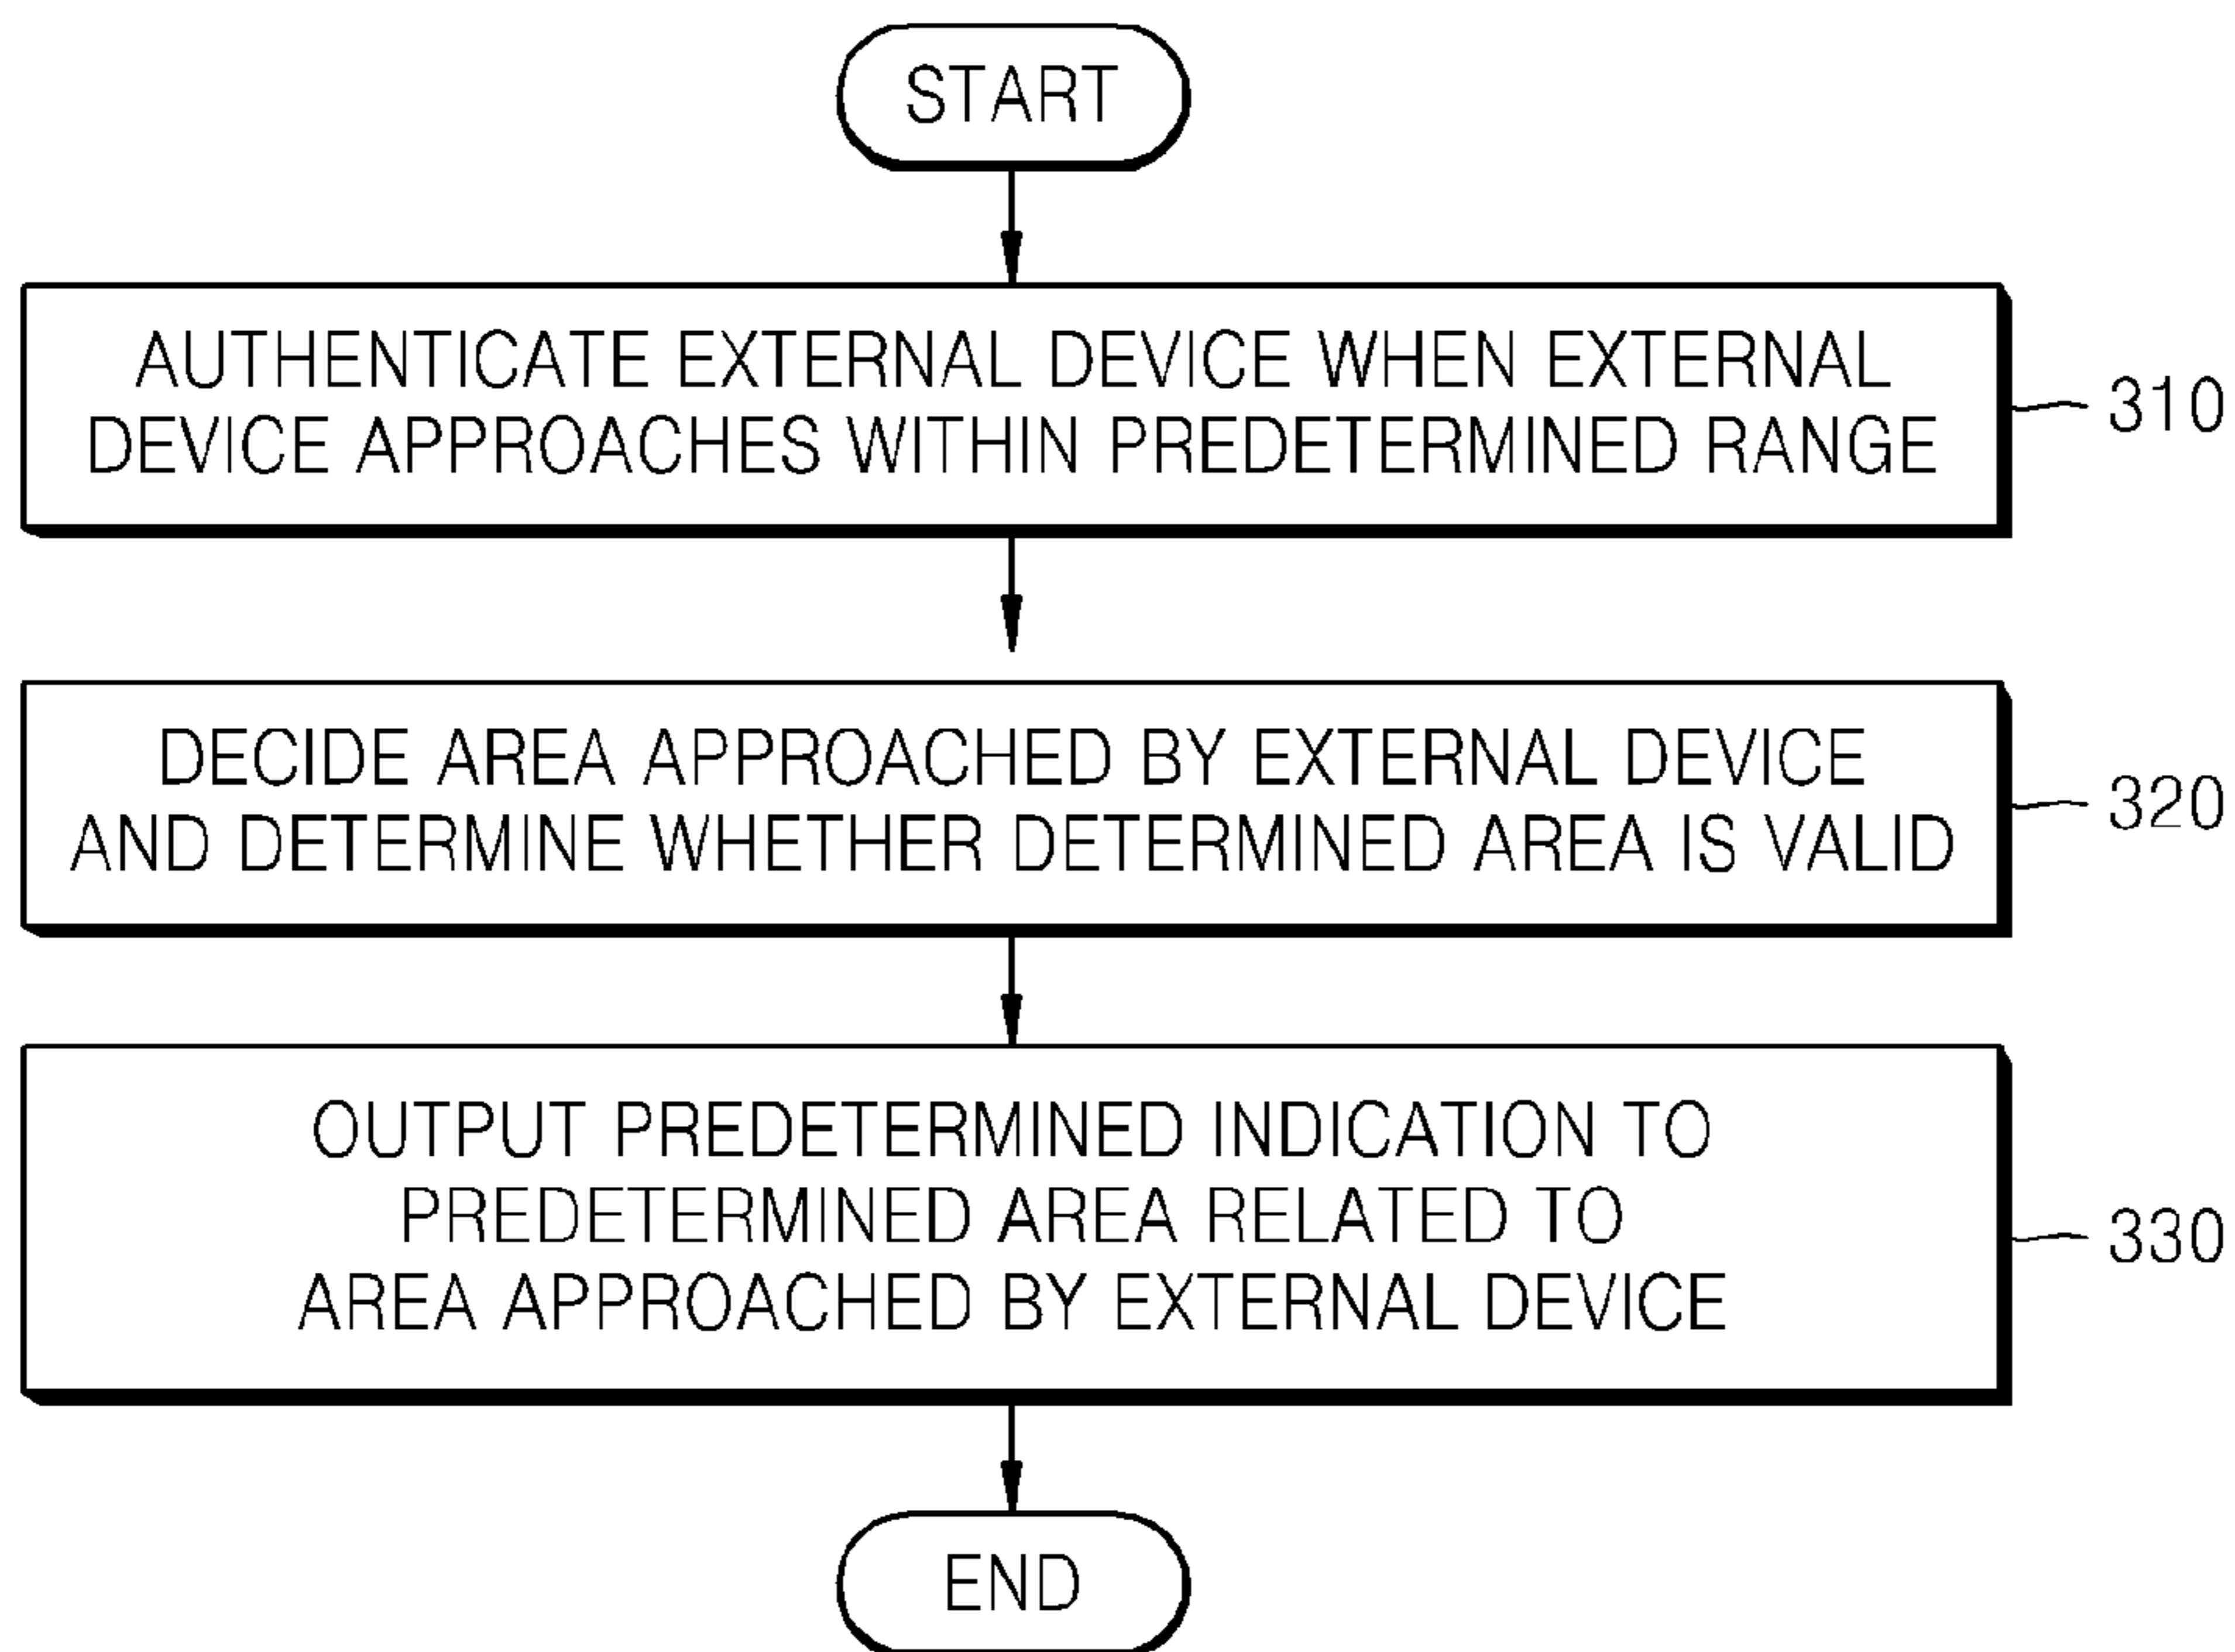 START
AUTHENTICATE EXTERNAL DEVICE WHEN EXTERNAL
DEVICE APPROACHES WITHIN PREDETERMINED RANGE
310
DECIDE AREA APPROACHED BY EXTERNAL DEVICE
AND DETERMINE WHETHER DETERMINED AREA IS VALID
320
OUTPUT PREDETERMINED INDICATION TO
PREDETERMINED AREA RELATED TO
AREA APPROACHED BY EXTERNAL DEVICE
330
END